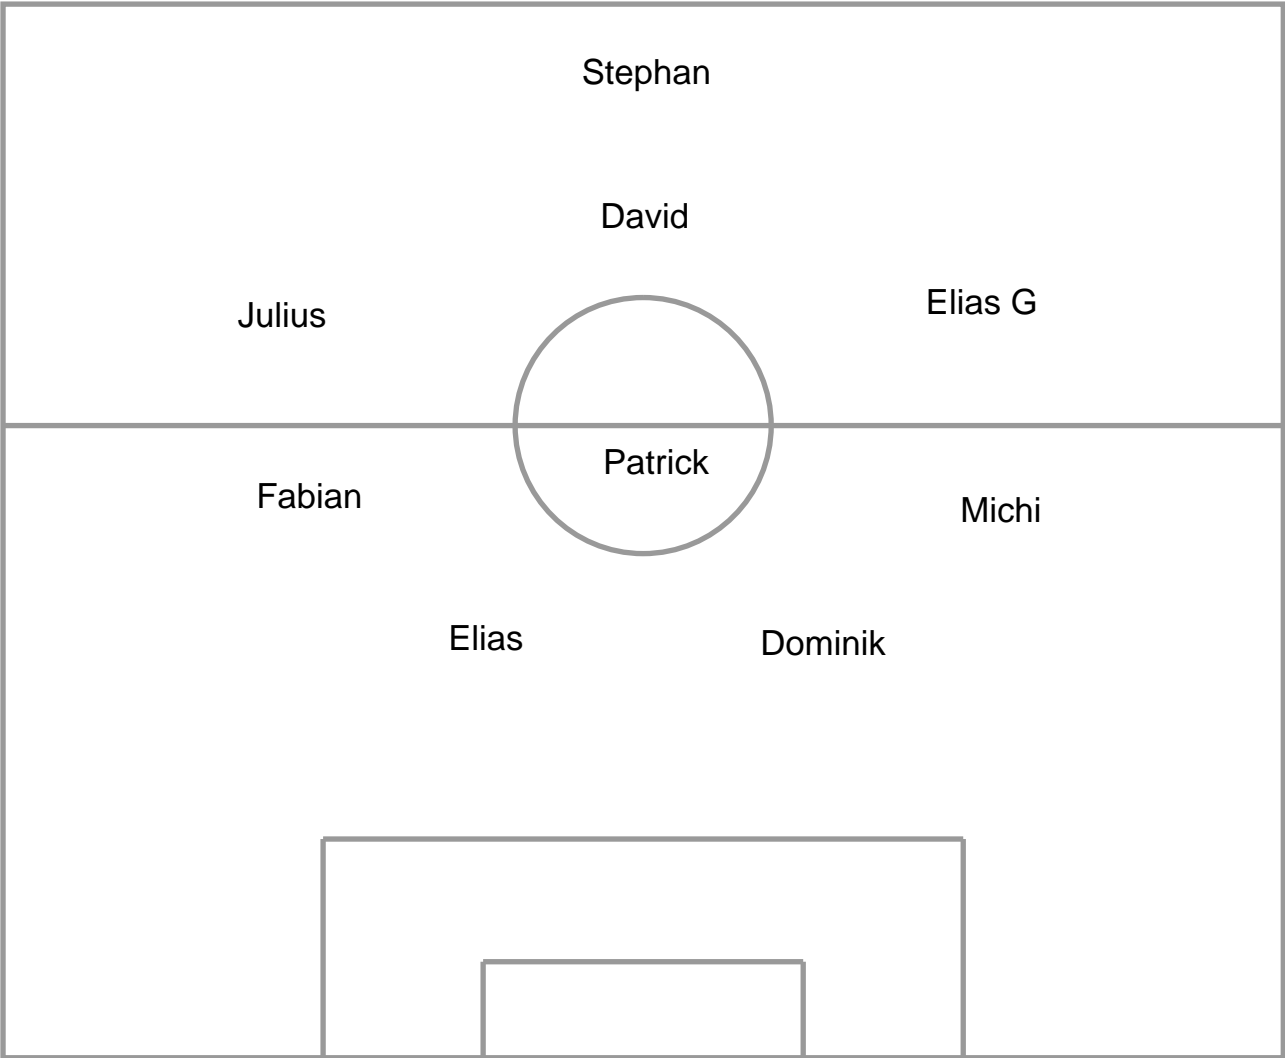 Stephan
David
Elias G
Julius
Patrick
Fabian
Michi
Elias
Dominik